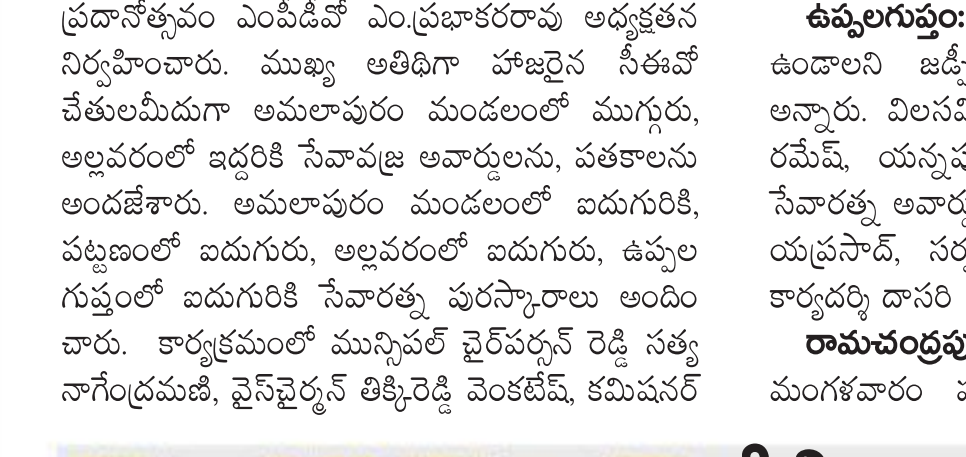 ప్రదానోత్సవం ఎంపీడీవో ఎం.ప్రభాకరరావు అధ్యక్షతన
నిర్వహించారు. ముఖ్య అతిథిగా హాజరైన సీఈవో
చేతులమీదుగా అమలాపురం మండలంలో ముగ్గురు,
అల్లవరంలో ఇద్దరికి సేవావజ్ర అవార్డులను, పతకాలను
అందజేశారు. అమలాపురం మండలంలో ఐదుగురికి,
పట్టణంలో ఐదుగురు, అల్లవరంలో ఐదుగురు, ఉప్పల
గుప్తంలో ఐదుగురికి సేవారత్న పురస్కారాలు అందిం
చారు. కార్యక్రమంలో మున్సిపల్ చైర్‌పర్సన్ రెడ్డి సత్య
నాగేంద్రమణి, వైస్‌చైర్మన్ తిక్కిరెడ్డి వెంకటేష్, కమిషనర్
ఉప్పలగుప్తం:
ఉండాలని
అన్నారు.
రమేష్,
సేవారత్న
యప్రసాద్,
కార్యదర్శి దాసరి
మంగళవారం